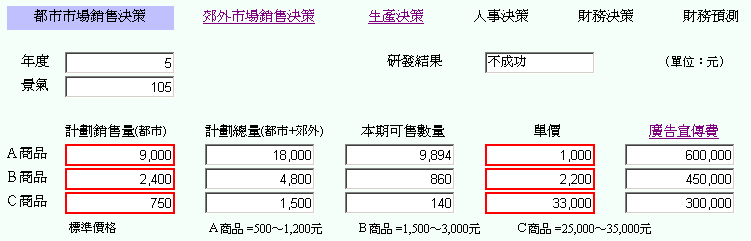 都市市場銷售決策 郊外市場銷售決策 生產決策 人事決策 財務決策 財務預測
年度 5 研發結果 不成功 (單位：元)
景氣 105
計劃銷售量(都市) 計劃總量(都市+郊外) 本期可售數量 單價 廣告宣傳費
A商品 9,000 18,000 9,894 1,000 600,000
B商品 2,400 4,800 860 2,200 450,000
C商品 750 1,500 140 33,000 300,000
標準價格 A商品=500～1,200元 B商品=1,500～3,000元 C商品=25,000～35,000元